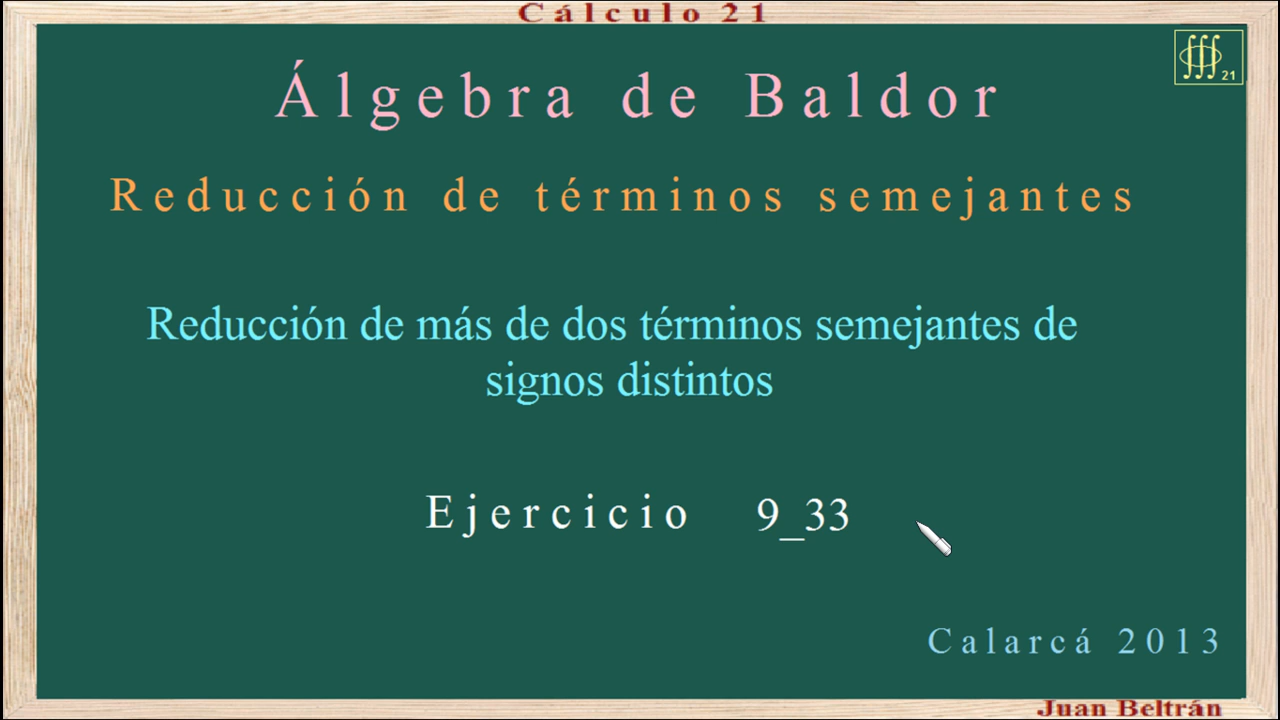 Cálculo 21
∯∫ 21
Álgebra de Baldor
Reducción de términos semejantes
Reducción de más de dos términos semejantes de
signos distintos
Ejercicio 9_33
Calarcá 2013
Juan Beltrán